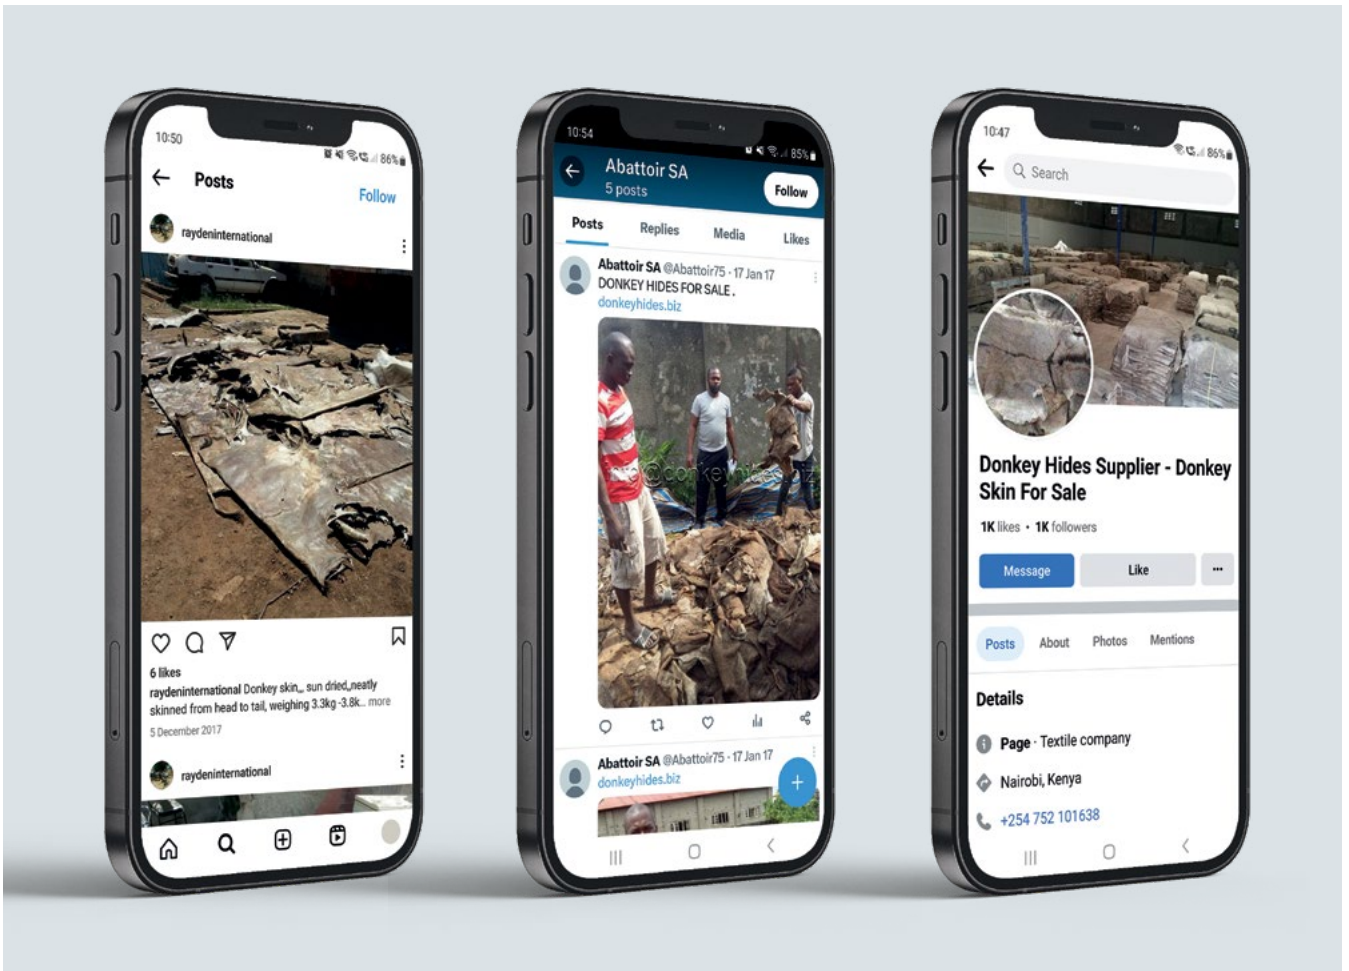 10:50
86%
Posts
Follow
raydeninternational
6 likes
raydeninternational Donkey skin,,, sun dried,,neatly
skinned from head to tail, weighing 3.3kg -3.8k... more
5 December 2017
raydeninternational
10:54
85%
Abattoir SA
5 posts
Follow
Posts Replies Media Likes
Abattoir SA @Abattoir75 · 17 Jan 17
DONKEY HIDES FOR SALE .
donkeyhides.biz
info@donkeyhides.biz
Abattoir SA @Abattoir75 · 17 Jan 17
donkeyhides.biz
10:47
86%
Search
Donkey Hides Supplier - Donkey
Skin For Sale
1K likes • 1K followers
Message Like
Posts About Photos Mentions
Details
Page · Textile company
Nairobi, Kenya
+254 752 101638